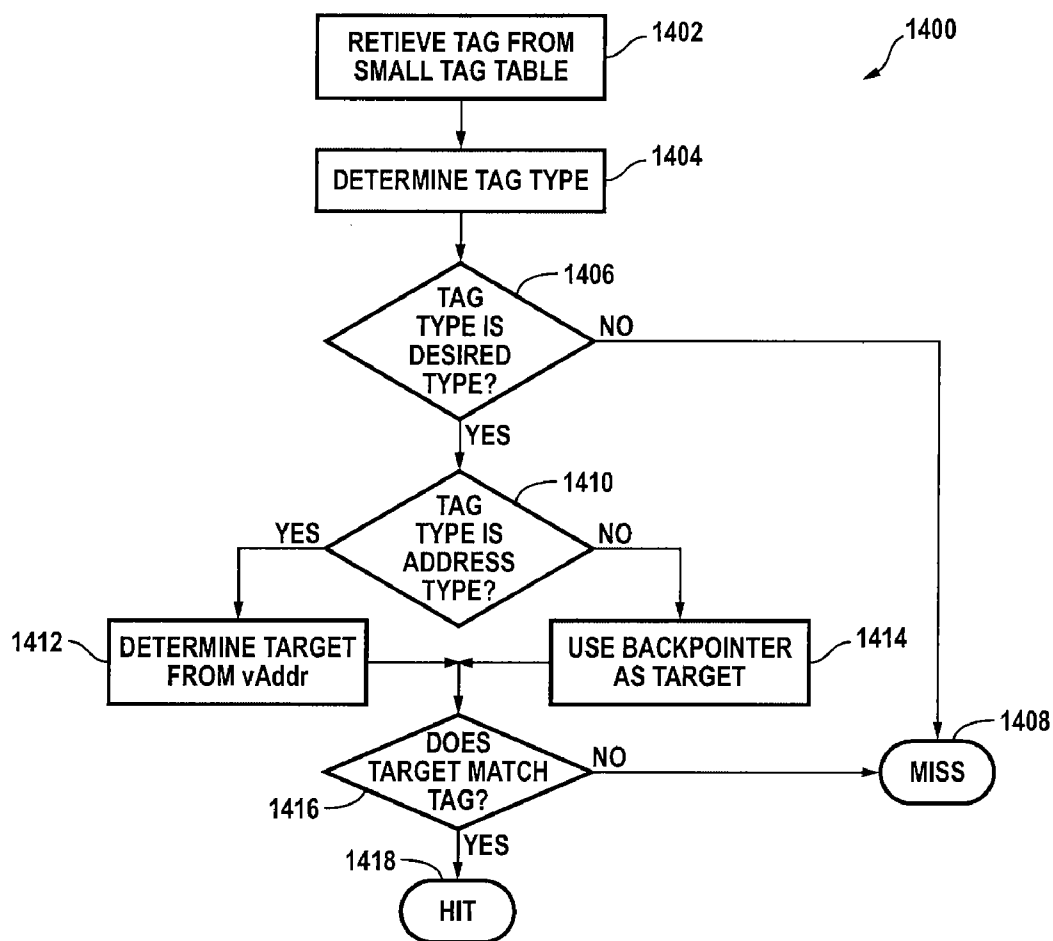 1400
RETIEVE TAG FROM
SMALL TAG TABLE
1402
DETERMINE TAG TYPE
1404
TAG
TYPE IS
DESIRED
TYPE?
1406
NO
YES
TAG
TYPE IS
ADDRESS
TYPE?
1410
YES
NO
1412
DETERMINE TARGET
FROM vAddr
USE BACKPOINTER
AS TARGET
1414
DOES
TARGET MATCH
TAG?
1416
NO
1408
MISS
YES
1418
HIT